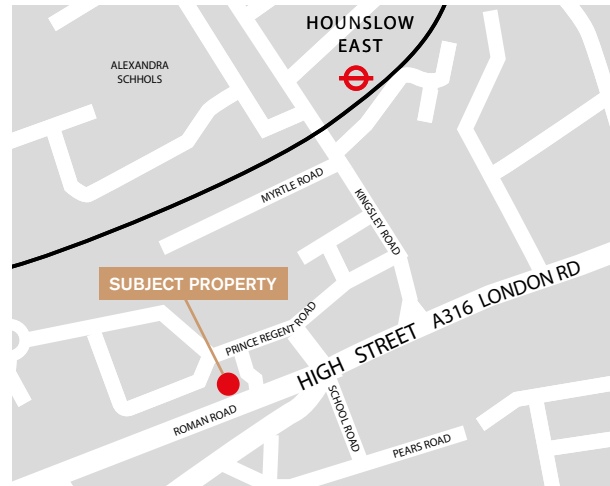 HOUNSLOW
EAST
ALEXANDRA
SCHHOLS
MYRTLE ROAD
KINGSLEY ROAD
SUBJECT PROPERTY
PRINCE REGENT ROAD
HIGH STREET A316 LONDON RD
ROMAN ROAD
SCHOOL ROAD
PEARS ROAD